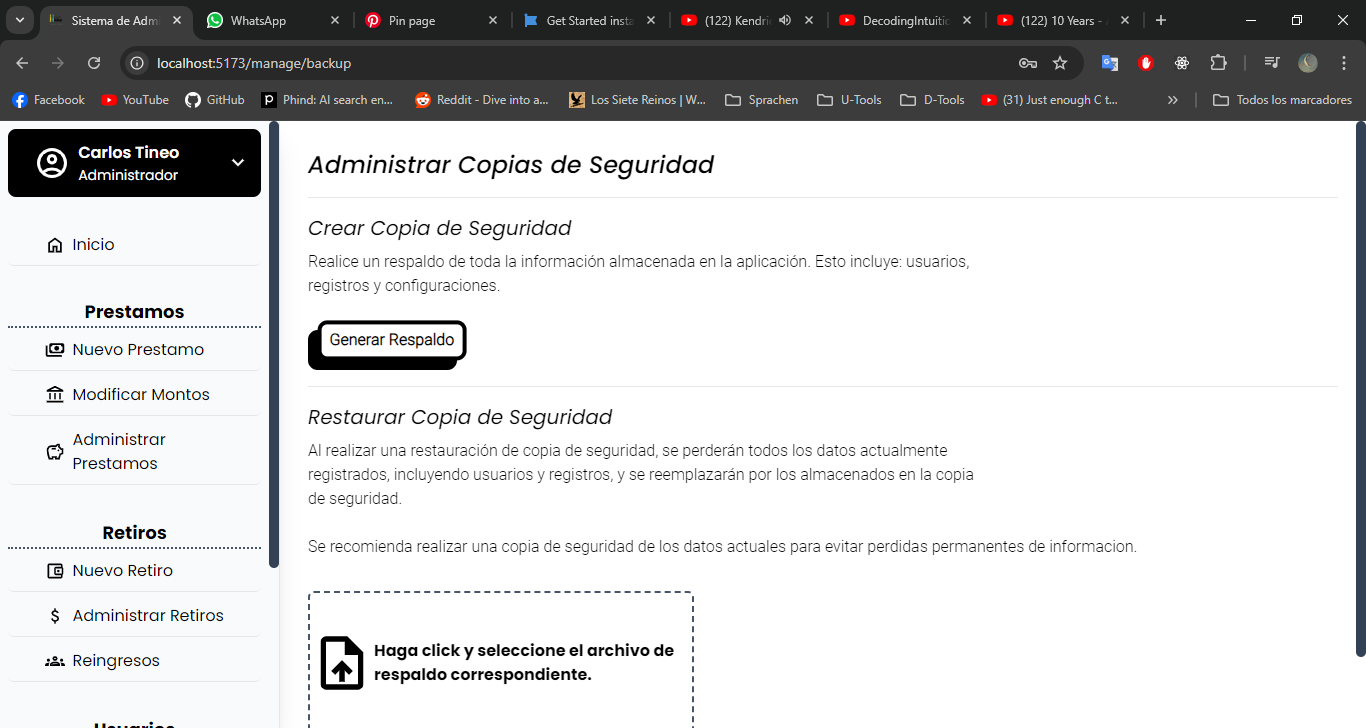 Sistema de Admi
WhatsApp
Pin page
Get Started insta
(122) Kendric
DecodingIntuitic
(122) 10 Years - A
localhost:5173/manage/backup
Facebook
YouTube
GitHub
Phind: AI search en...
Reddit - Dive into a...
Los Siete Reinos | W...
Sprachen
U-Tools
D-Tools
(31) Just enough C t...
Todos los marcadores
Carlos Tineo
Administrador
Inicio
Prestamos
Nuevo Prestamo
Modificar Montos
Administrar
Prestamos
Retiros
Nuevo Retiro
Administrar Retiros
Reingresos
Usuarios
Administrar Copias de Seguridad
Crear Copia de Seguridad
Realice un respaldo de toda la información almacenada en la aplicación. Esto incluye: usuarios,
registros y configuraciones.
Generar Respaldo
Restaurar Copia de Seguridad
Al realizar una restauración de copia de seguridad, se perderán todos los datos actualmente
registrados, incluyendo usuarios y registros, y se reemplazarán por los almacenados en la copia
de seguridad.
Se recomienda realizar una copia de seguridad de los datos actuales para evitar perdidas permanentes de informacion.
Haga click y seleccione el archivo de
respaldo correspondiente.